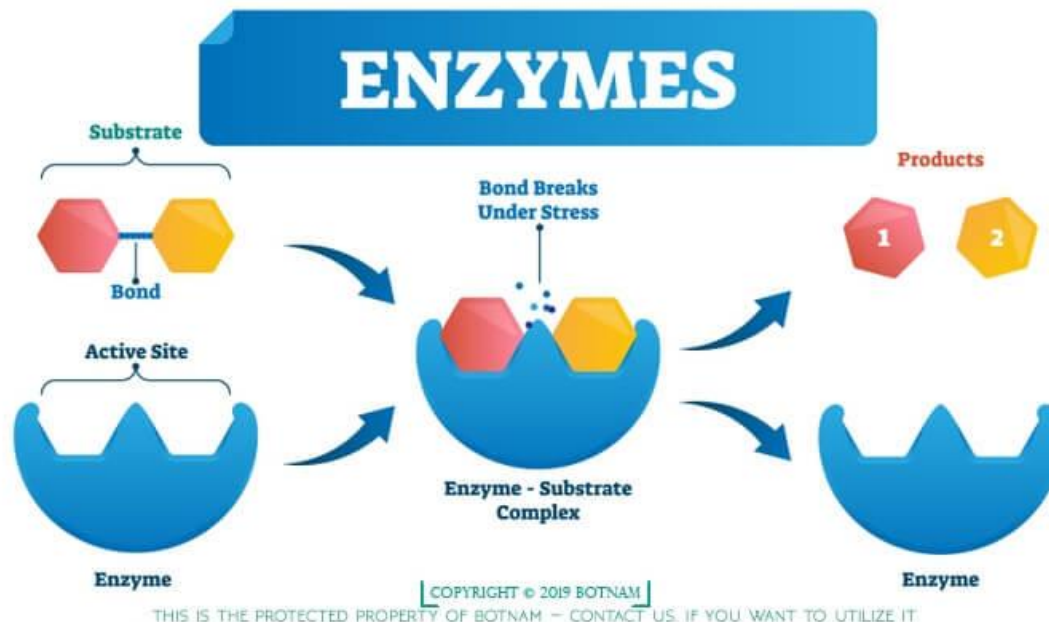 ENZYMES
Substrate
Products
Bond Breaks
Under Stress
1
2
Bond
Active Site
Enzyme - Substrate
Complex
Enzyme
Enzyme
COPYRIGHT © 2019 BOTNAM
THIS IS THE PROTECTED PROPERTY OF BOTNAM – CONTACT US, IF YOU WANT TO UTILIZE IT